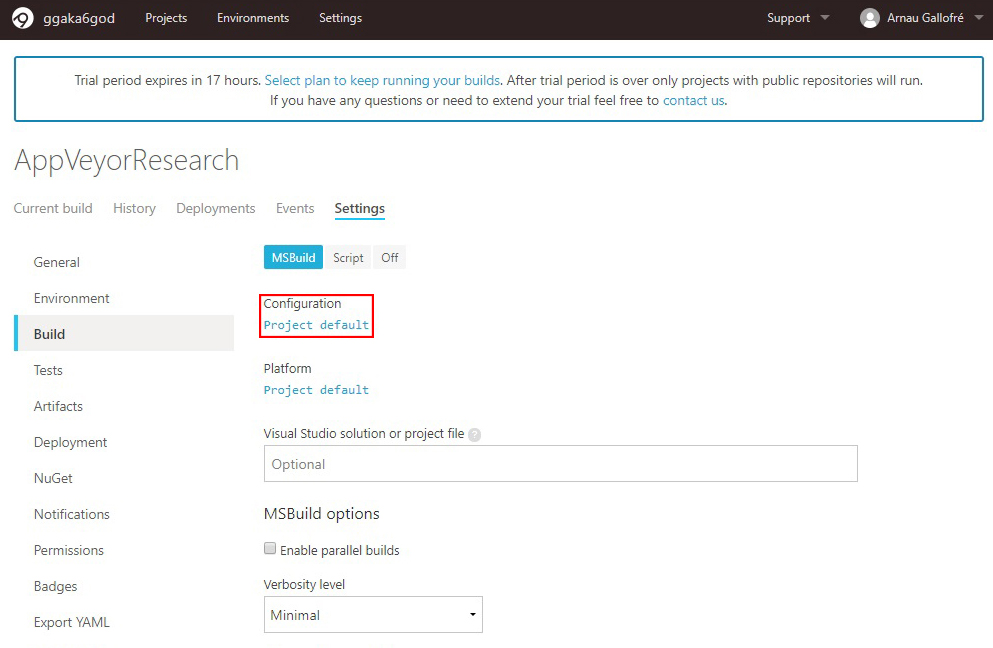 ggaka6god Projects Environments Settings Support Arnau Gallofré
Trial period expires in 17 hours. Select plan to keep running your builds. After trial period is over only projects with public repositories will run.
If you have any questions or need to extend your trial feel free to contact us.
AppVeyorResearch
Current build History Deployments Events Settings
General
Environment
Build
Tests
Artifacts
Deployment
NuGet
Notifications
Permissions
Badges
Export YAML
MSBuild Script Off
Configuration
Project default
Platform
Project default
Visual Studio solution or project file ?
Optional
MSBuild options
Enable parallel builds
Verbosity level
Minimal